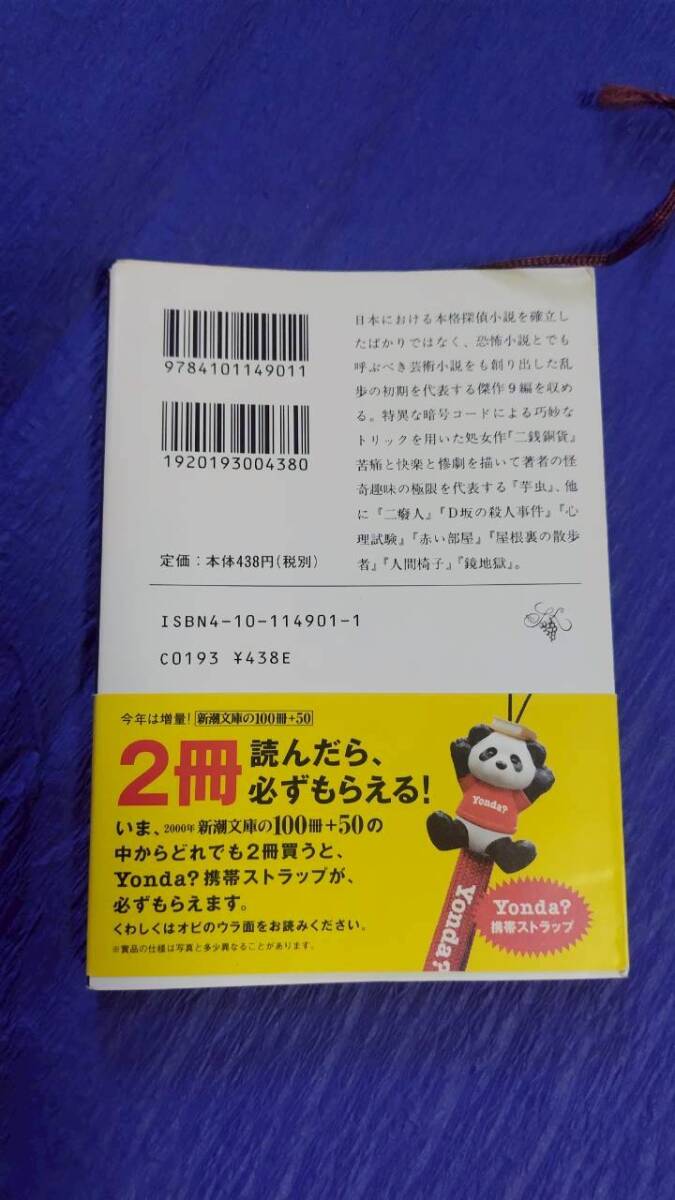 9784101149011
1920193004380
定価：本体438円（税別）
日本における本格探偵小説を確立し
たばかりではなく、恐怖小説とでも
呼ぶべき芸術小説をも創り出した乱
歩の初期を代表する傑作９編を収め
る。特異な暗号コードによる巧妙な
トリックを用いた処女作『二銭銅貨』
苦痛と快楽と惨劇を描いて著者の怪
奇趣味の極限を代表する『芋虫』、他
に『二癈人』『Ｄ坂の殺人事件』『心
理試験』『赤い部屋』『屋根裏の散歩
者』『人間椅子』『鏡地獄』。
ISBN4-10-114901-1
C0193 ¥438E
今年は増量！ 新潮文庫の100冊+50
2冊 読んだら、
必ずもらえる！
いま、2000年新潮文庫の100冊+50の
中からどれでも2冊買うと、
Yonda?携帯ストラップが、
必ずもらえます。
くわしくはオビのウラ面をお読みください。
※賞品の仕様は写真と多少異なることがあります。
Yonda?
Yonda?
Yonda?
携帯ストラップ